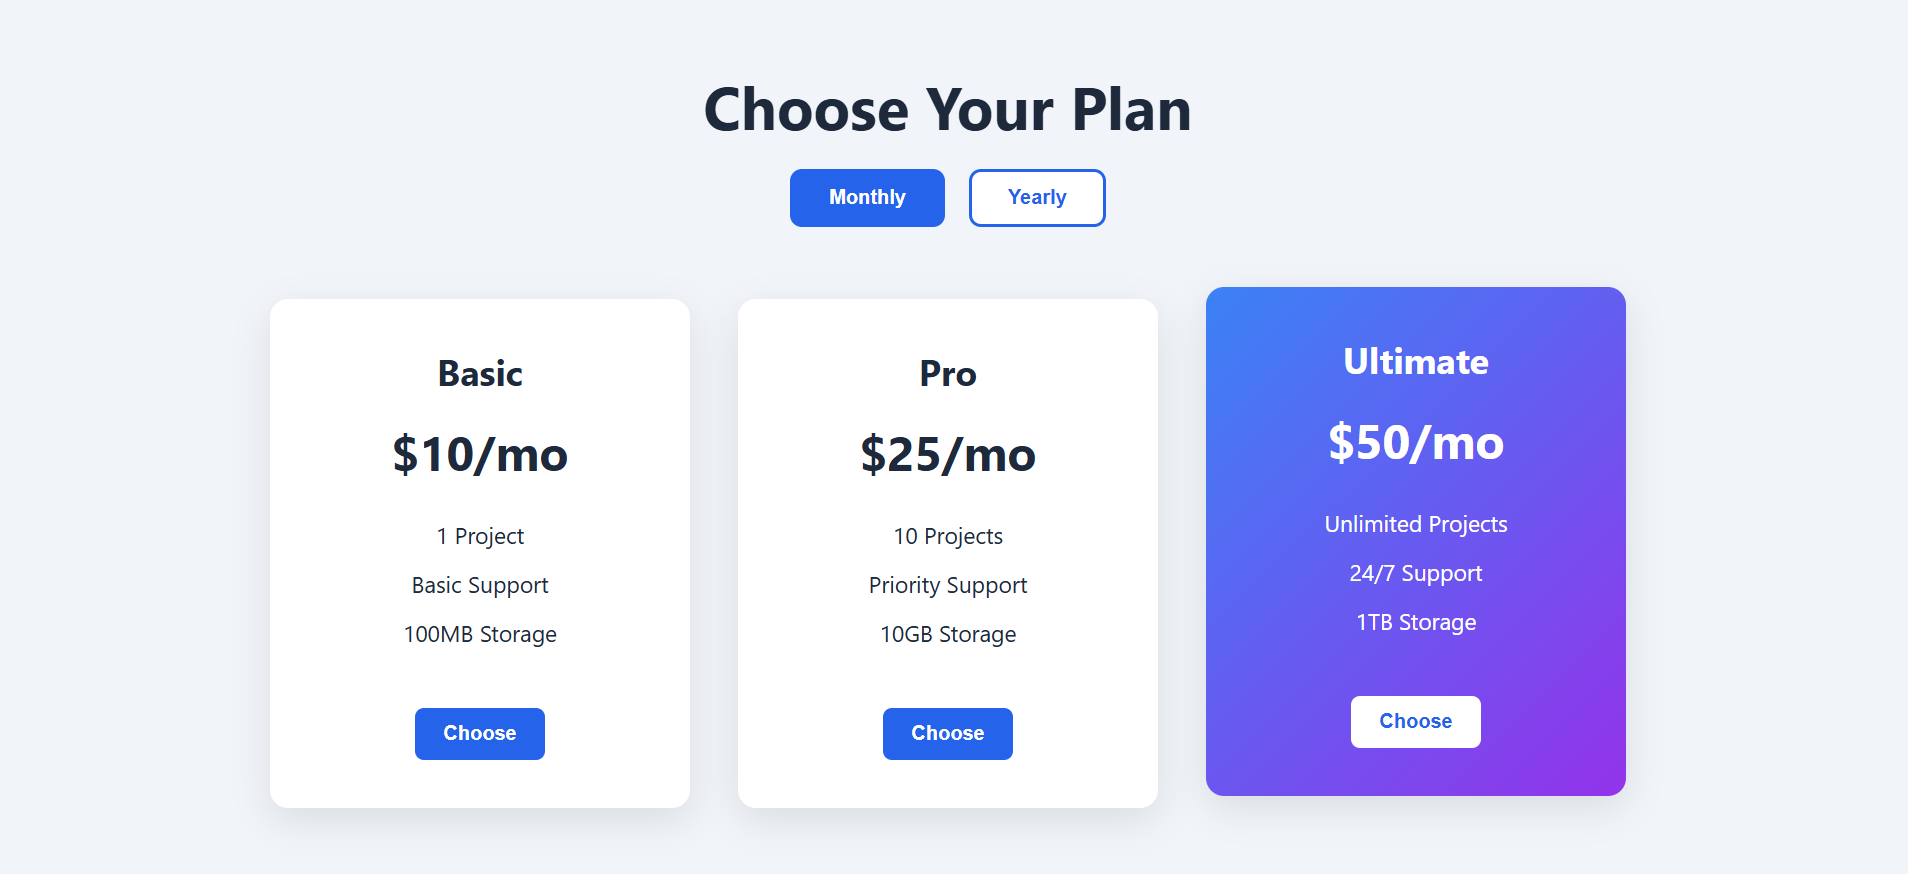 Choose Your Plan
Monthly
Yearly
Basic
$10/mo
1 Project
Basic Support
100MB Storage
Choose
Pro
$25/mo
10 Projects
Priority Support
10GB Storage
Choose
Ultimate
$50/mo
Unlimited Projects
24/7 Support
1TB Storage
Choose